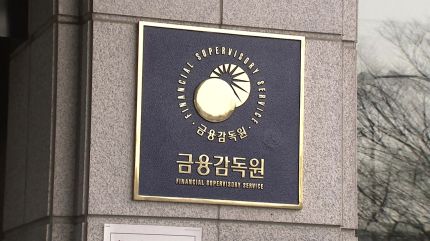 FINANCIAL SUPERVISORY SERVICE
· 금융감독원 ·
금융감독원
FINANCIAL SUPERVISORY SERVICE